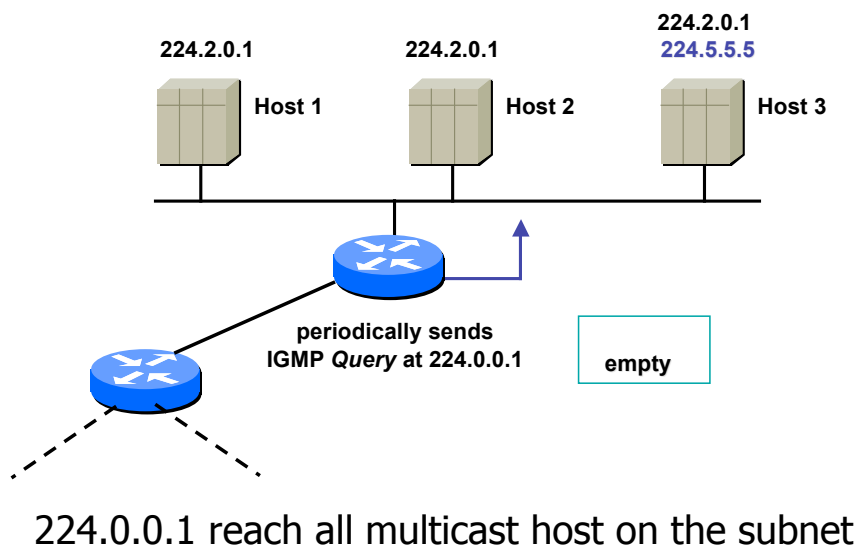 224.2.0.1
224.2.0.1
224.2.0.1
224.5.5.5
Host 1
Host 2
Host 3
periodically sends
IGMP Query at 224.0.0.1
empty
224.0.0.1 reach all multicast host on the subnet